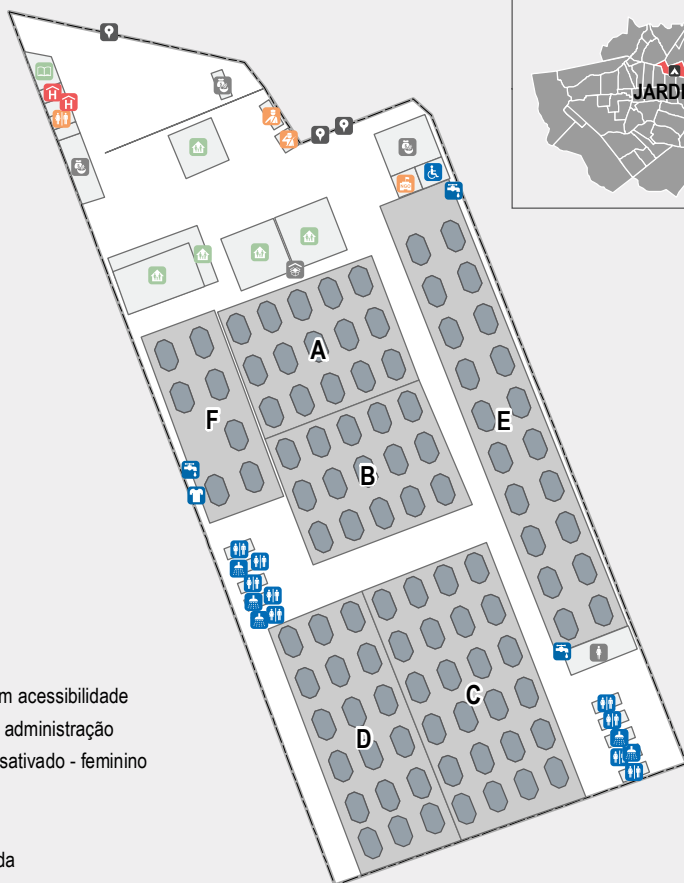 JARDI
A
F
E
B
C
D
m acessibilidade
administração
sativado - feminino
da